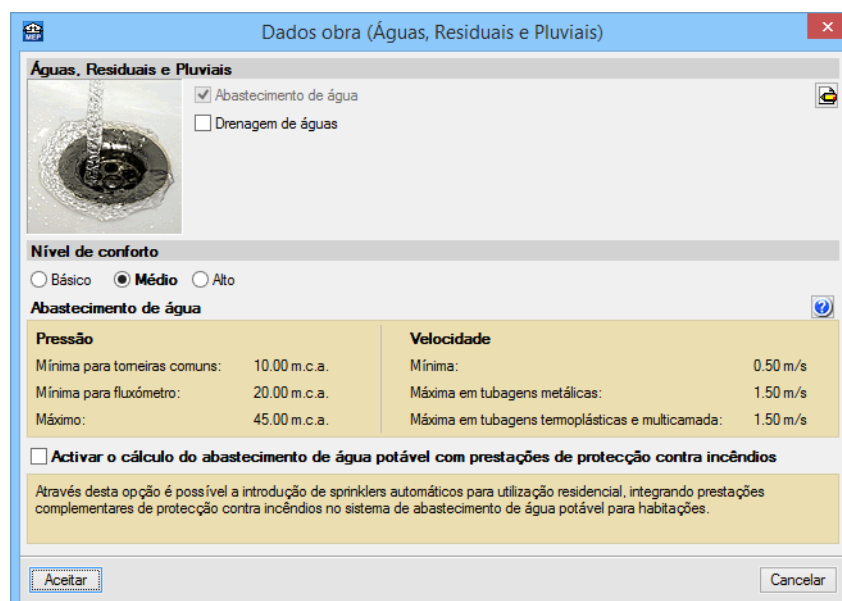 MEP
Dados obra (Águas, Residuais e Pluviais)
Águas, Residuais e Pluviais
Abastecimento de água
Drenagem de águas
Nível de conforto
Básico Médio Alto
Abastecimento de água
Pressão
Mínima para torneiras comuns: 10.00 m.c.a.
Mínima para fluxómetro: 20.00 m.c.a.
Máximo: 45.00 m.c.a.
Velocidade
Mínima: 0.50 m/s
Máxima em tubagens metálicas: 1.50 m/s
Máxima em tubagens termoplásticas e multicamada: 1.50 m/s
Activar o cálculo do abastecimento de água potável com prestações de protecção contra incêndios
Através desta opção é possível a introdução de sprinklers automáticos para utilização residencial, integrando prestações
complementares de protecção contra incêndios no sistema de abastecimento de água potável para habitações.
Aceitar Cancelar